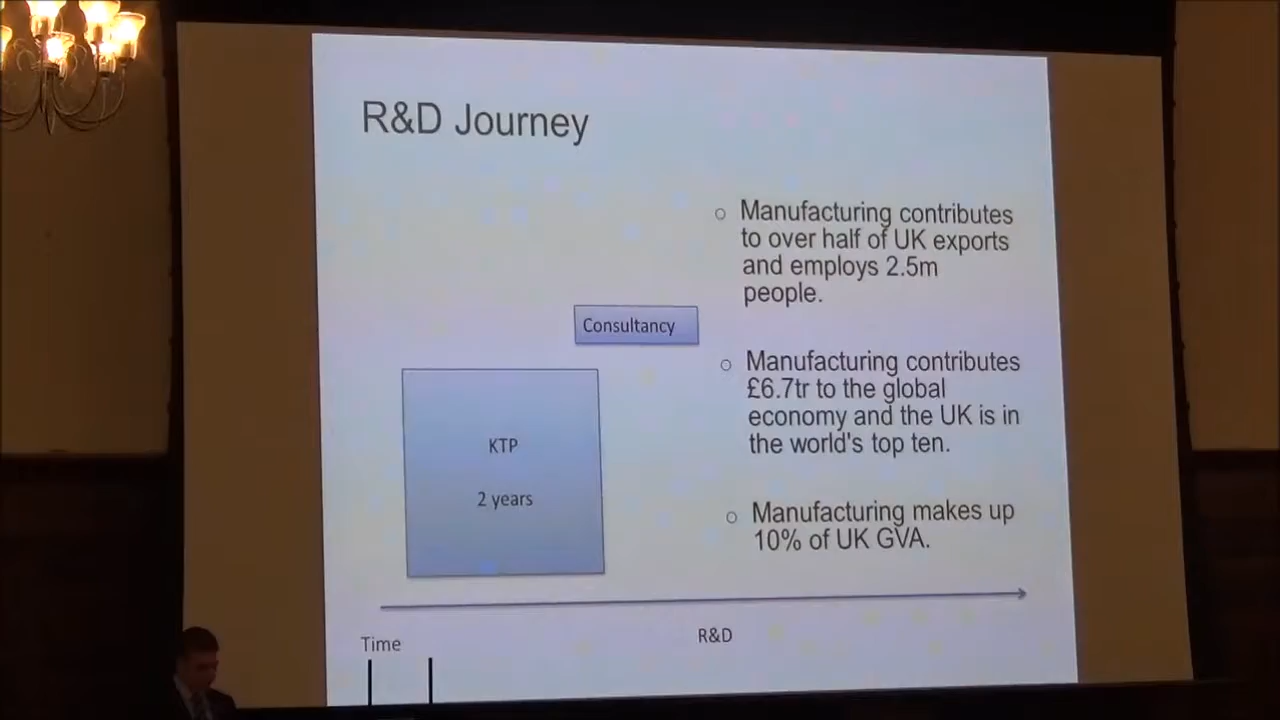 R&D Journey
Manufacturing contributes
to over half of UK exports
and employs 2.5m
people.
Consultancy
Manufacturing contributes
£6.7tr to the global
economy and the UK is in
the world's top ten.
KTP
2 years
Manufacturing makes up
10% of UK GVA.
Time
R&D